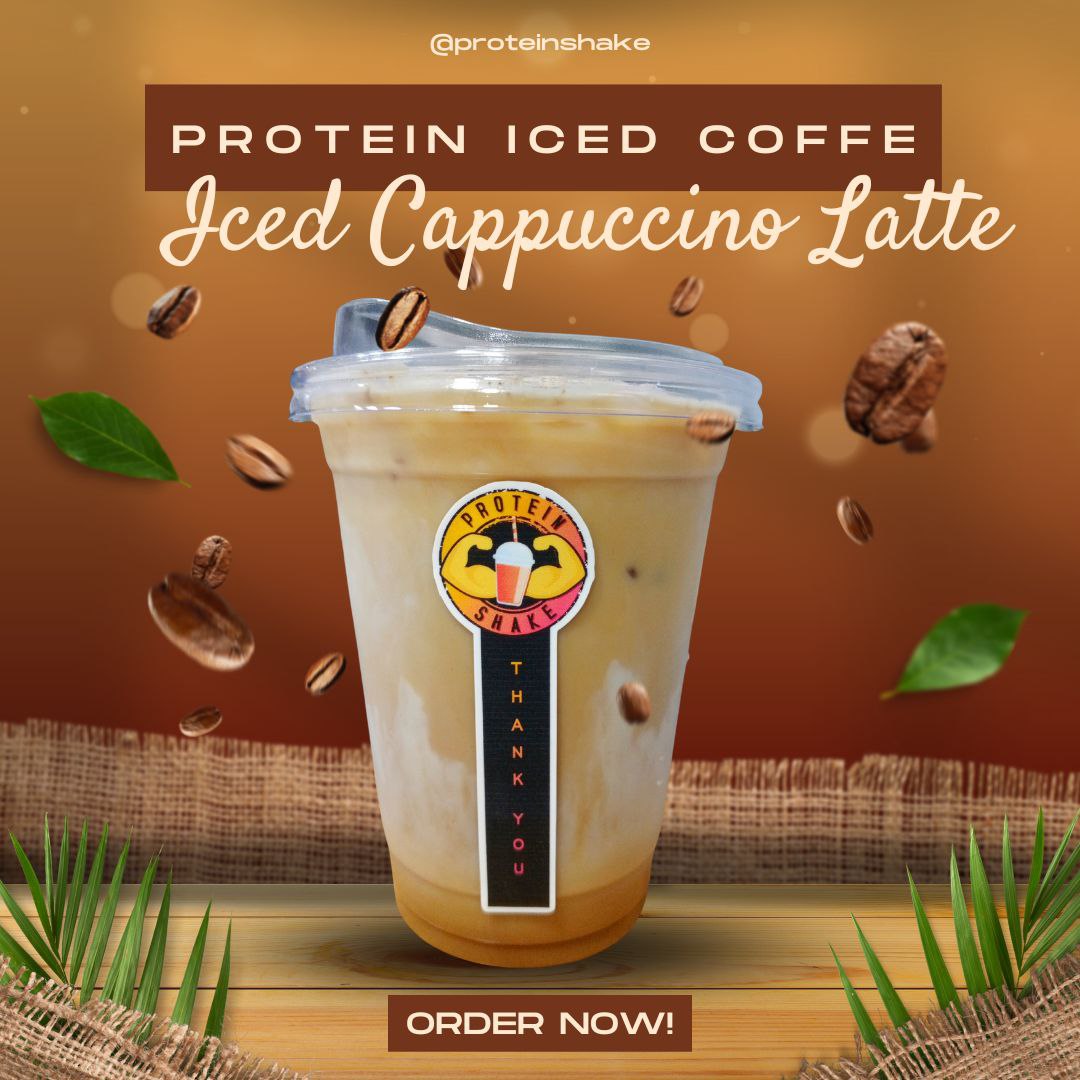 @proteinshake
PROTEIN ICED COFFE
Iced Cappuccino Latte
PROTEIN
SHAKE
THANK YOU
ORDER NOW!